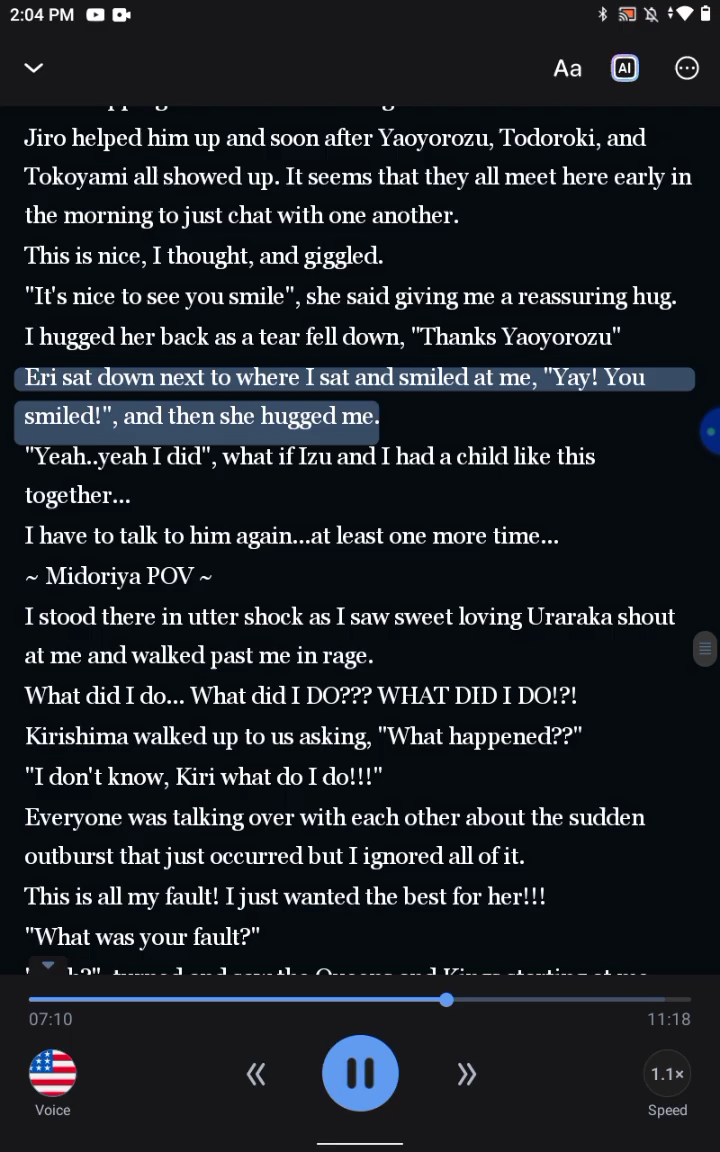 2:04 PM
Aa
AI
Jiro helped him up and soon after Yaoyorozu, Todoroki, and
Tokoyami all showed up. It seems that they all meet here early in
the morning to just chat with one another.
This is nice, I thought, and giggled.
"It's nice to see you smile", she said giving me a reassuring hug.
I hugged her back as a tear fell down, "Thanks Yaoyorozu"
Eri sat down next to where I sat and smiled at me, "Yay! You
smiled!", and then she hugged me.
"Yeah..yeah I did", what if Izu and I had a child like this
together...
I have to talk to him again...at least one more time...
~ Midoriya POV ~
I stood there in utter shock as I saw sweet loving Uraraka shout
at me and walked past me in rage.
What did I do... What did I DO??? WHAT DID I DO!?!
Kirishima walked up to us asking, "What happened??"
"I don't know, Kiri what do I do!!!"
Everyone was talking over with each other about the sudden
outburst that just occurred but I ignored all of it.
This is all my fault! I just wanted the best for her!!!
"What was your fault?"
turned and saw the Queens and Kings starting at me
07:10
11:18
1.1×
Voice
Speed